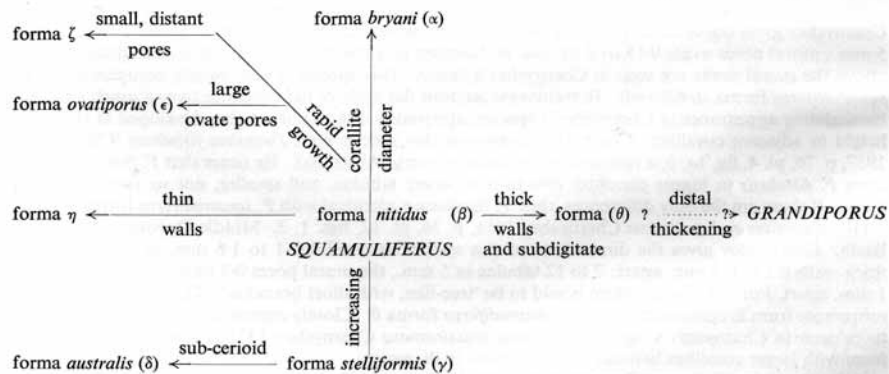 small, distant
forma bryani (α)
forma ζ
pores
large
forma ovatiporus (ϵ)
ovate pores
rapid
growth
corallite
diameter
thin
forma η
walls
forma nitidus (β)
thick
walls
and subdigitate
forma (θ)
? distal ?
thickening
GRANDIPORUS
SQUAMULIFERUS
increasing
sub-cerioid
forma australis (δ)
forma stelliformis (γ)